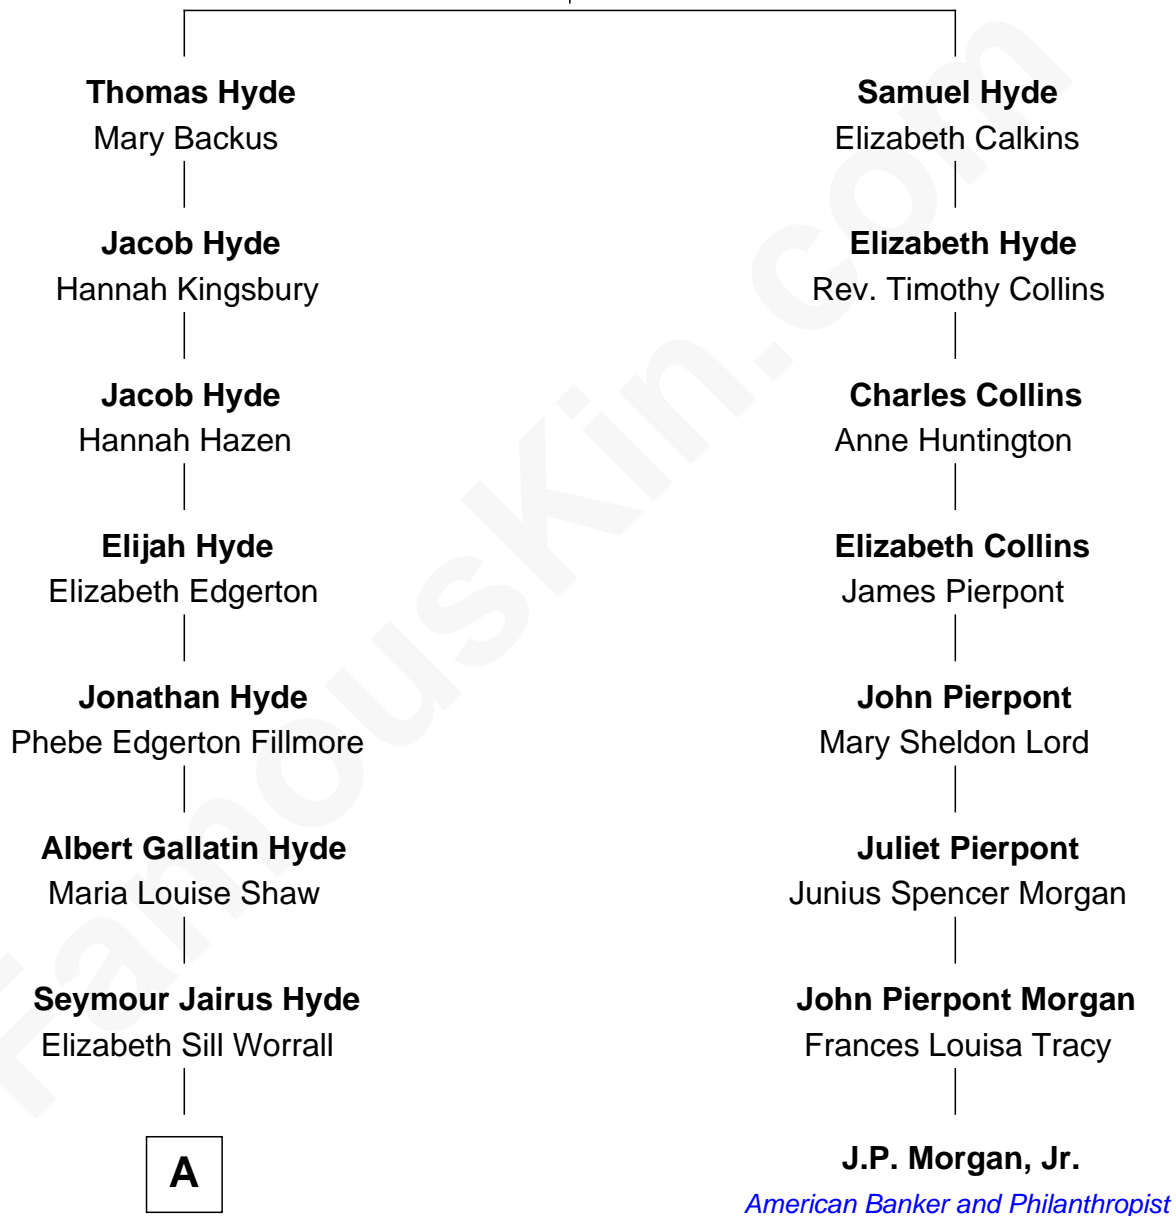 Thomas Hyde
Mary Backus
Jacob Hyde
Hannah Kingsbury
Jacob Hyde
Hannah Hazen
Elijah Hyde
Elizabeth Edgerton
Jonathan Hyde
Phebe Edgerton Fillmore
Albert Gallatin Hyde
Maria Louise Shaw
Seymour Jairus Hyde
Elizabeth Sill Worrall
A
Samuel Hyde
Elizabeth Calkins
Elizabeth Hyde
Rev. Timothy Collins
Charles Collins
Anne Huntington
Elizabeth Collins
James Pierpont
John Pierpont
Mary Sheldon Lord
Juliet Pierpont
Junius Spencer Morgan
John Pierpont Morgan
Frances Louisa Tracy
J.P. Morgan, Jr.
American Banker and Philanthropist
FamousKin.com